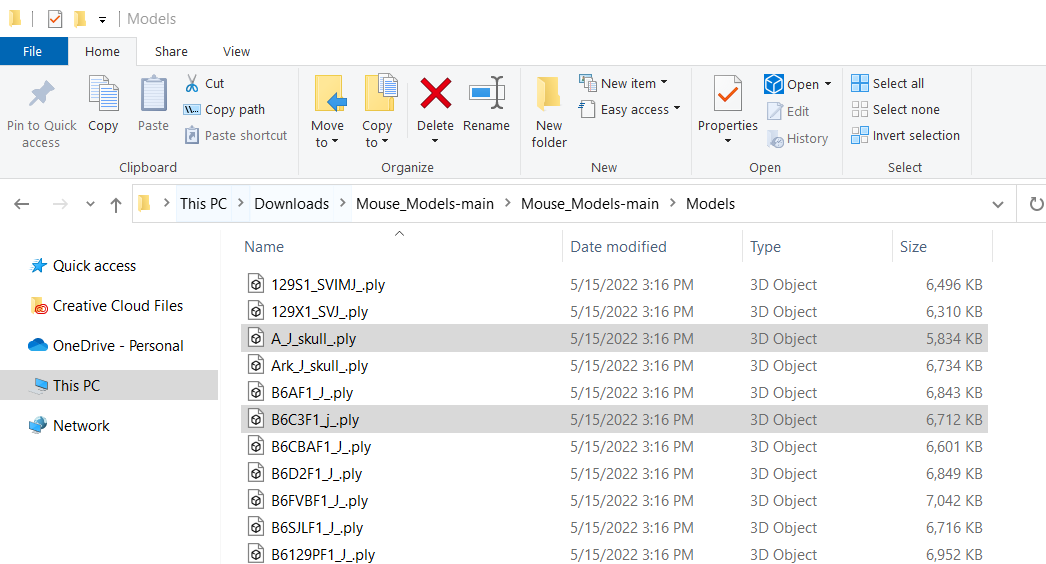 Models
File Home Share View
Pin to Quick access
Copy
Paste
Cut
Copy path
Paste shortcut
Clipboard
Move to
Copy to
Delete
Rename
Organize
New folder
New item
Easy access
New
Properties
Open
Edit
History
Open
Select all
Select none
Invert selection
Select
This PC Downloads Mouse_Models-main Mouse_Models-main Models
Quick access
Creative Cloud Files
OneDrive - Personal
This PC
Network
Name Date modified Type Size
129S1_SVIMJ_.ply 5/15/2022 3:16 PM 3D Object 6,496 KB
129X1_SVJ_.ply 5/15/2022 3:16 PM 3D Object 6,310 KB
A_J_skull_.ply 5/15/2022 3:16 PM 3D Object 5,834 KB
Ark_J_skull_.ply 5/15/2022 3:16 PM 3D Object 6,734 KB
B6AF1_J_.ply 5/15/2022 3:16 PM 3D Object 6,843 KB
B6C3F1_j_.ply 5/15/2022 3:16 PM 3D Object 6,712 KB
B6CBAF1_J_.ply 5/15/2022 3:16 PM 3D Object 6,601 KB
B6D2F1_J_.ply 5/15/2022 3:16 PM 3D Object 6,849 KB
B6FVBF1_J_.ply 5/15/2022 3:16 PM 3D Object 7,042 KB
B6SJLF1_J_.ply 5/15/2022 3:16 PM 3D Object 6,716 KB
B6129PF1_J_.ply 5/15/2022 3:16 PM 3D Object 6,952 KB